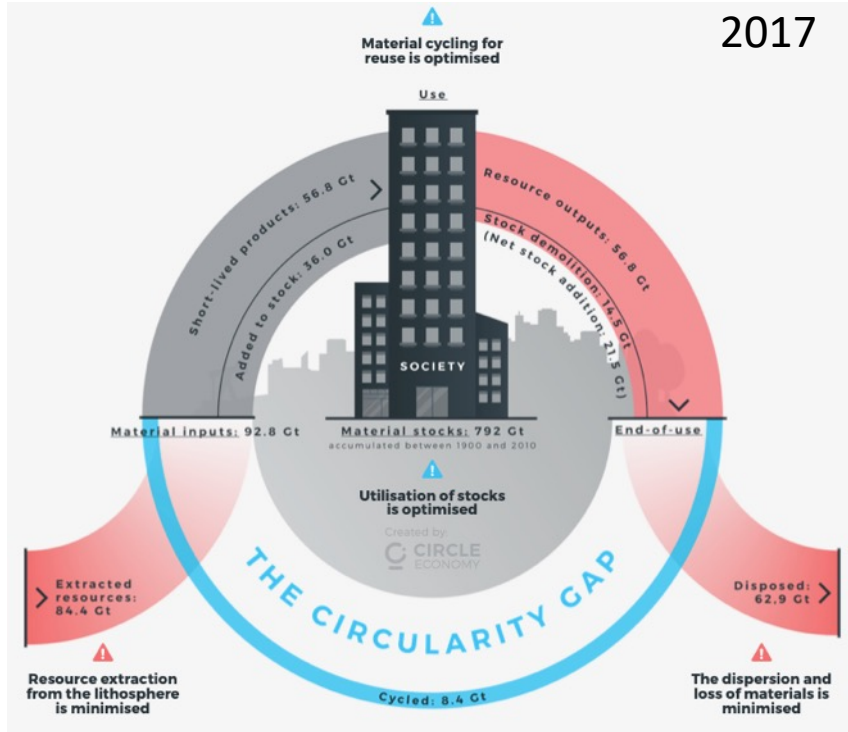 2017
Material cycling for
reuse is optimised
Use
Short-lived products: 56,8 Gt
Added to stock: 36.0 Gt
Resource outputs: 56.8 Gt
Stock demolition: 14.5 Gt
(Net stock addition: 21.5 Gt)
SOCIETY
Material inputs: 92.8 Gt
Material stocks: 792 Gt
accumulated between 1900 and 2010
End-of-use
Utilisation of stocks
is optimised
Created by:
CIRCLE
ECONOMY
THE CIRCULARITY GAP
Extracted
resources:
84.4 Gt
Disposed:
62,9 Gt
Resource extraction
from the lithosphere
is minimised
Cycled: 8.4 Gt
The dispersion and
loss of materials is
minimised